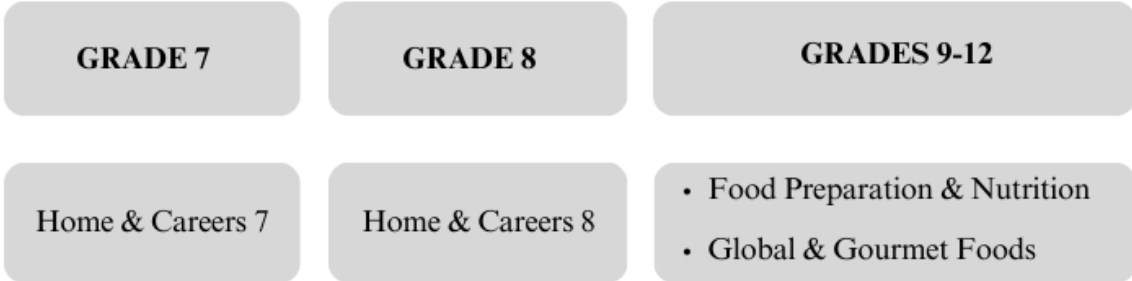 GRADE 7
GRADE 8
GRADES 9-12
Home & Careers 7
Home & Careers 8
• Food Preparation & Nutrition
• Global & Gourmet Foods